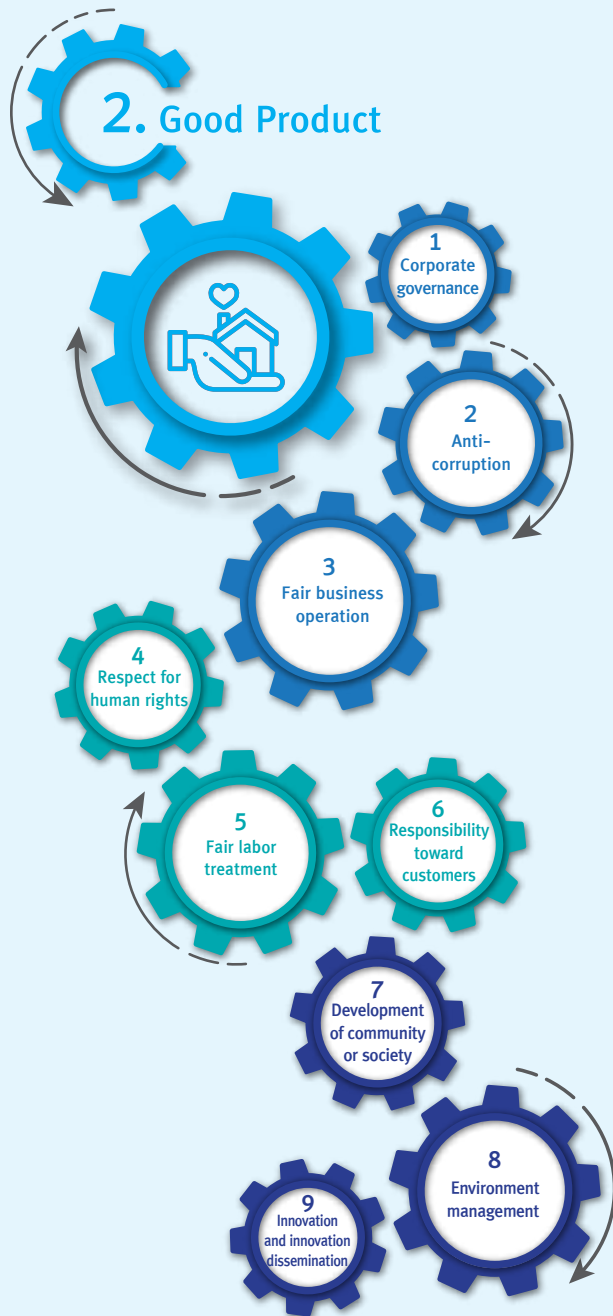 2. Good Product
1
Corporate
governance
2
Anti-
corruption
3
Fair business
operation
4
Respect for
human rights
5
Fair labor
treatment
6
Responsibility
toward
customers
7
Development
of community
or society
8
Environment
management
9
Innovation
and innovation
dissemination